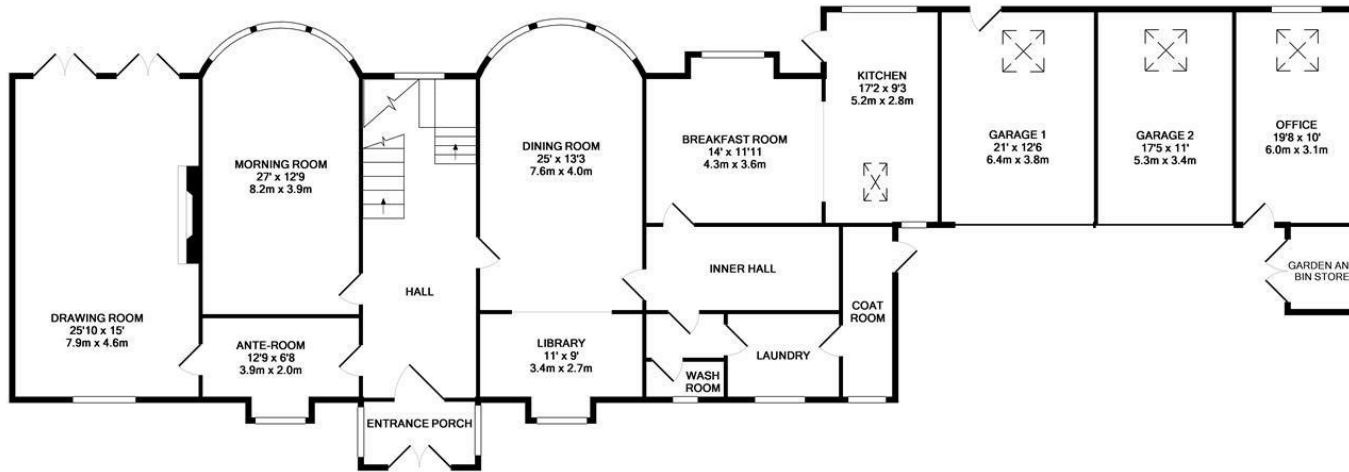 KITCHEN
17'2 x 9'3
5.2m x 2.8m
GARAGE 1
21' x 12'6
6.4m x 3.8m
GARAGE 2
17'5 x 11'
5.3m x 3.4m
OFFICE
19'8 x 10'
6.0m x 3.1m
BREAKFAST ROOM
14' x 11'11
4.3m x 3.6m
DINING ROOM
25' x 13'3
7.6m x 4.0m
MORNING ROOM
27' x 12'9
8.2m x 3.9m
DRAWING ROOM
25'10 x 15'
7.9m x 4.6m
HALL
INNER HALL
GARDEN AN
BIN STORE
COAT
ROOM
ANTE-ROOM
12'9 x 6'8
3.9m x 2.0m
LIBRARY
11' x 9'
3.4m x 2.7m
LAUNDRY
WASH
ROOM
ENTRANCE PORCH